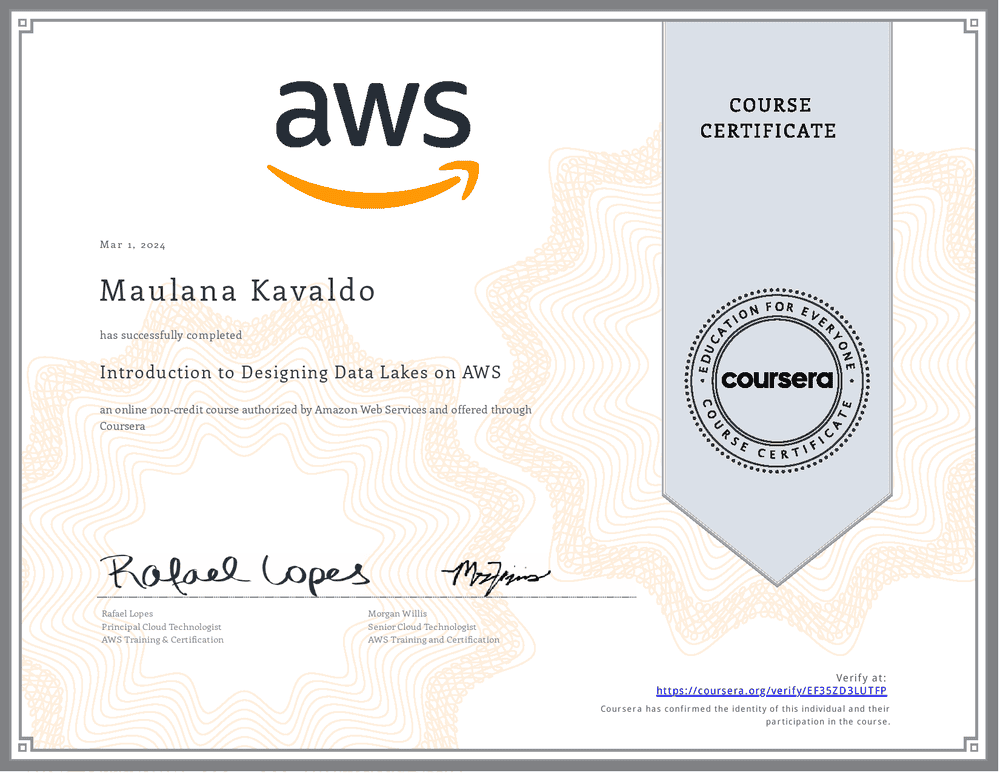 aws
COURSE
CERTIFICATE
Mar 1, 2024
Maulana Kavaldo
has successfully completed
Introduction to Designing Data Lakes on AWS
an online non-credit course authorized by Amazon Web Services and offered through
Coursera
EDUCATION FOR EVERYONE
coursera
COURSE CERTIFICATE
Rafael Lopes
Rafael Lopes
Principal Cloud Technologist
AWS Training & Certification
Morgan Willis
Senior Cloud Technologist
AWS Training and Certification
Verify at:
https://coursera.org/verify/EF35ZD3LUTFP
Coursera has confirmed the identity of this individual and their
participation in the course.